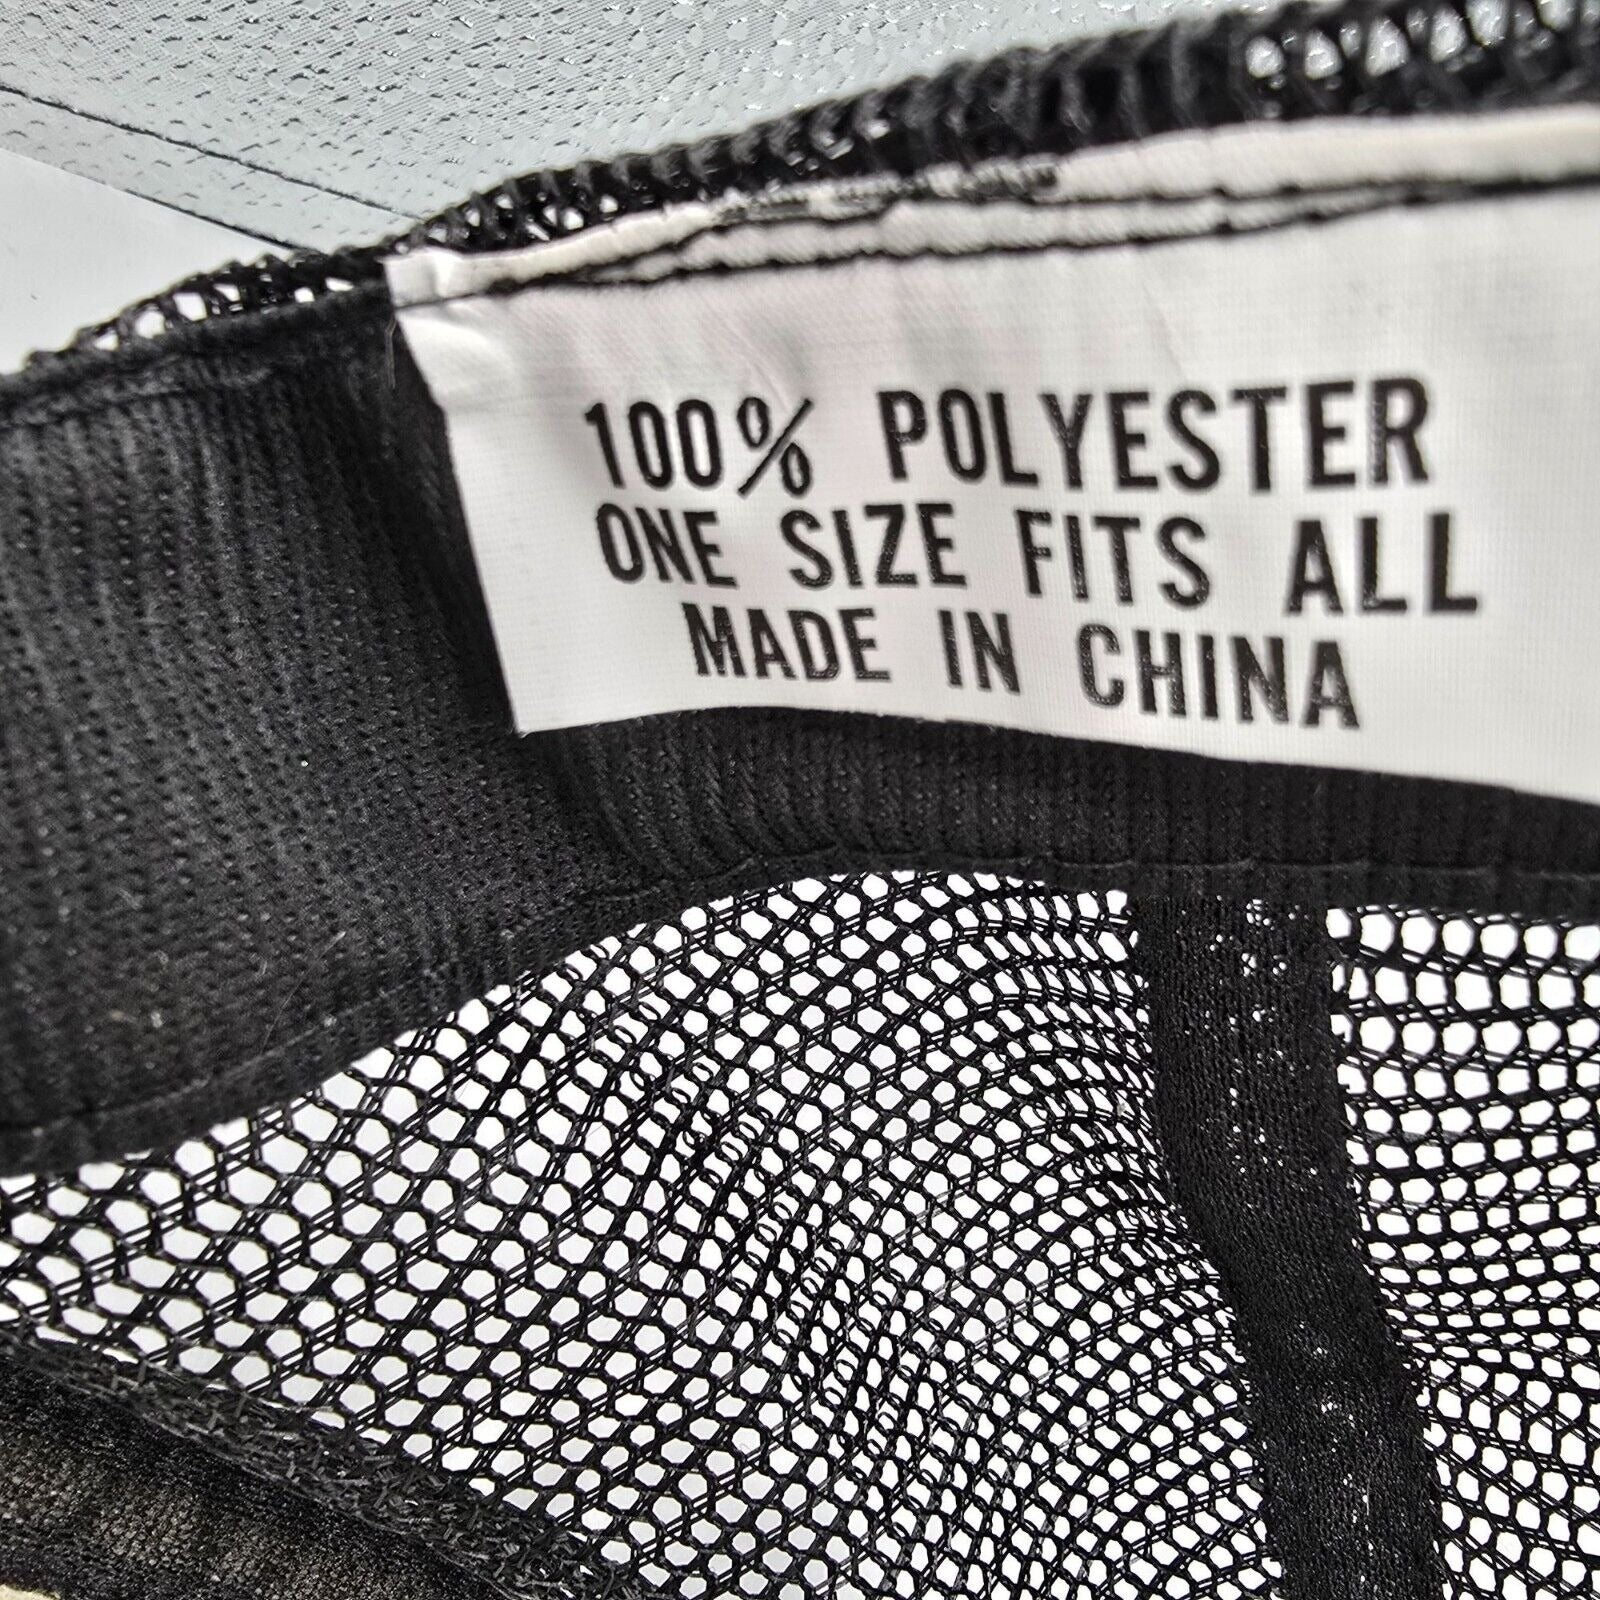 100% POLYESTER
ONE SIZE FITS ALL
MADE IN CHINA